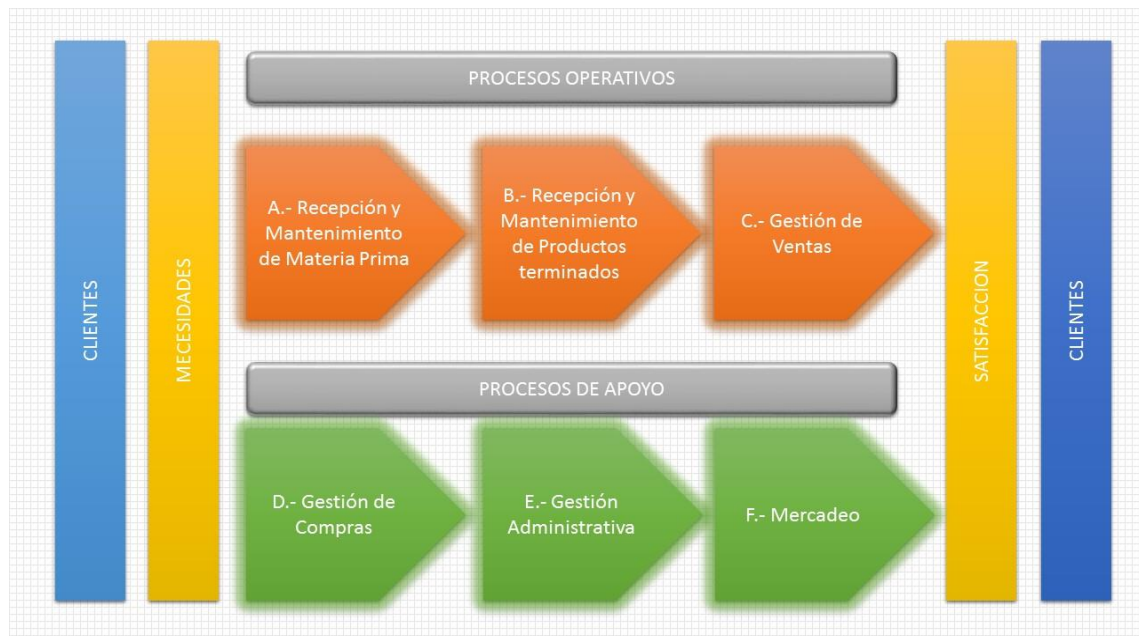 CLIENTES
MECESIDADES
PROCESOS OPERATIVOS
A.- Recepción y
Mantenimiento
de Materia Prima
B.- Recepción y
Mantenimiento
de Productos
terminados
C.- Gestión de
Ventas
PROCESOS DE APOYO
D.- Gestión de
Compras
E.- Gestión
Administrativa
F.- Mercadeo
SATISFACCION
CLIENTES